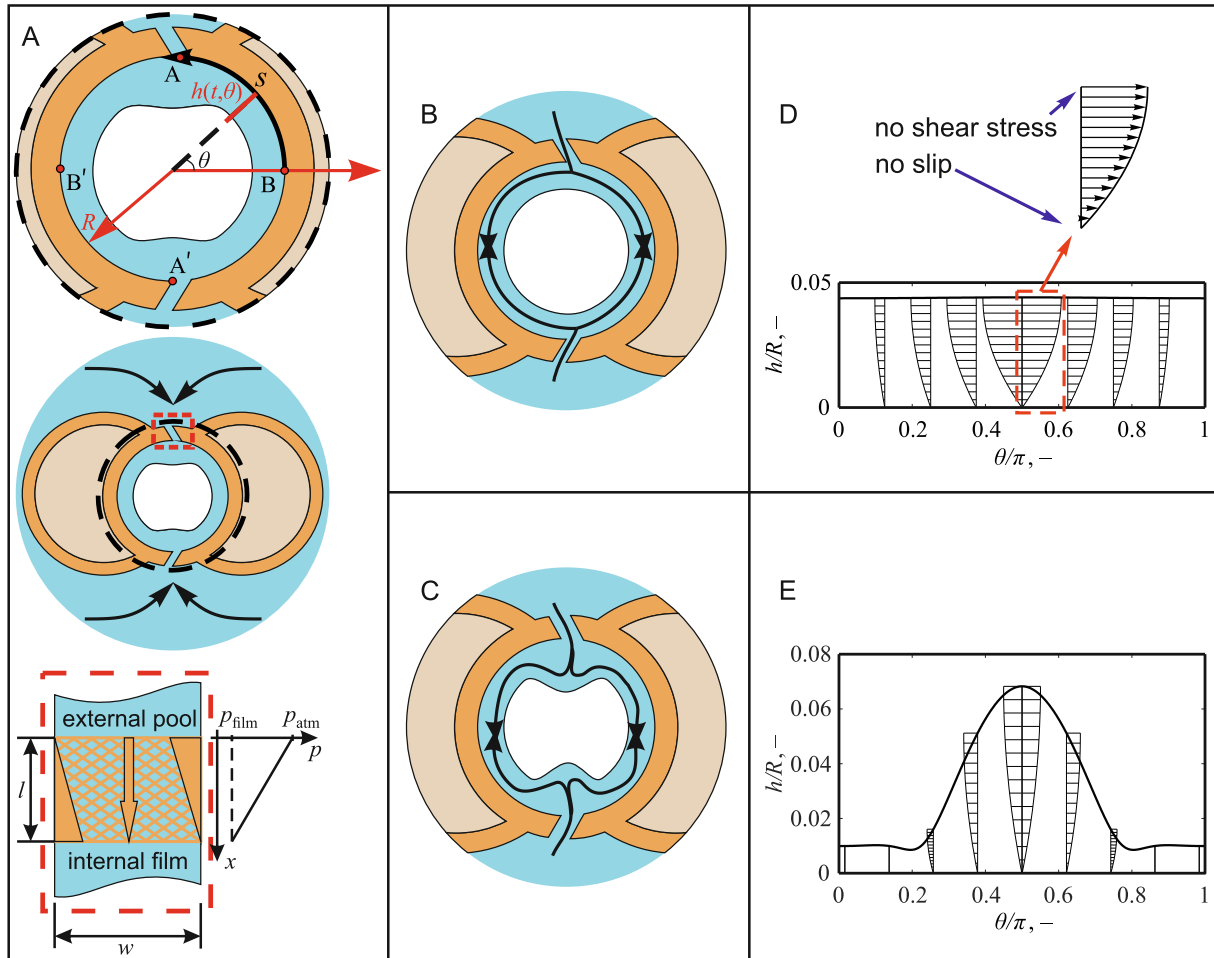 A
A
s
h(t,θ)
θ
B'
B
R
A'
external pool
p_film
p_atm
p
l
internal film
x
w
B
C
D
no shear stress
no slip
0.05
h/R, –
0
0 0.2 0.4 0.6 0.8 1
θ/π, –
E
0.08
0.06
h/R, –
0.04
0.02
0
0 0.2 0.4 0.6 0.8 1
θ/π, –